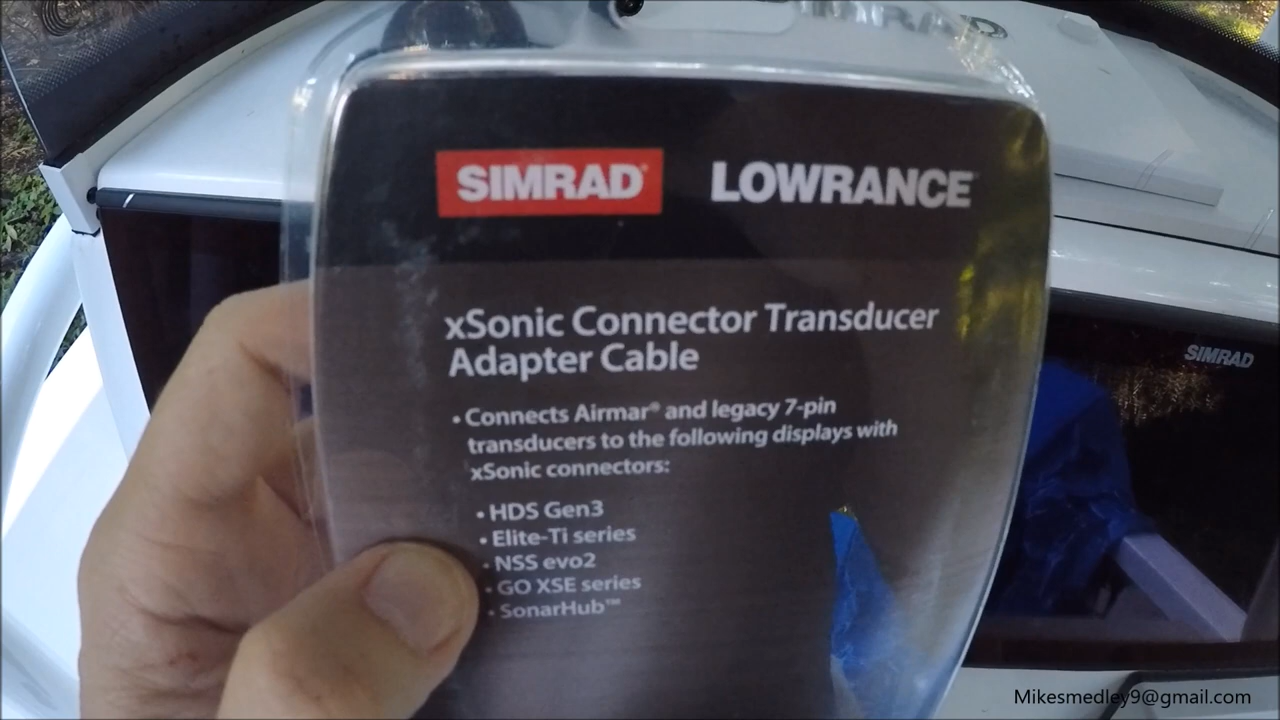 SIMRAD LOWRANCE
xSonic Connector Transducer
Adapter Cable
• Connects Airmar® and legacy 7-pin
transducers to the following displays with
xSonic connectors:
• HDS Gen3
• Elite-Ti series
• NSS evo2
• GO XSE series
• SonarHub™
SIMRAD
Mikesmedley9@gmail.com